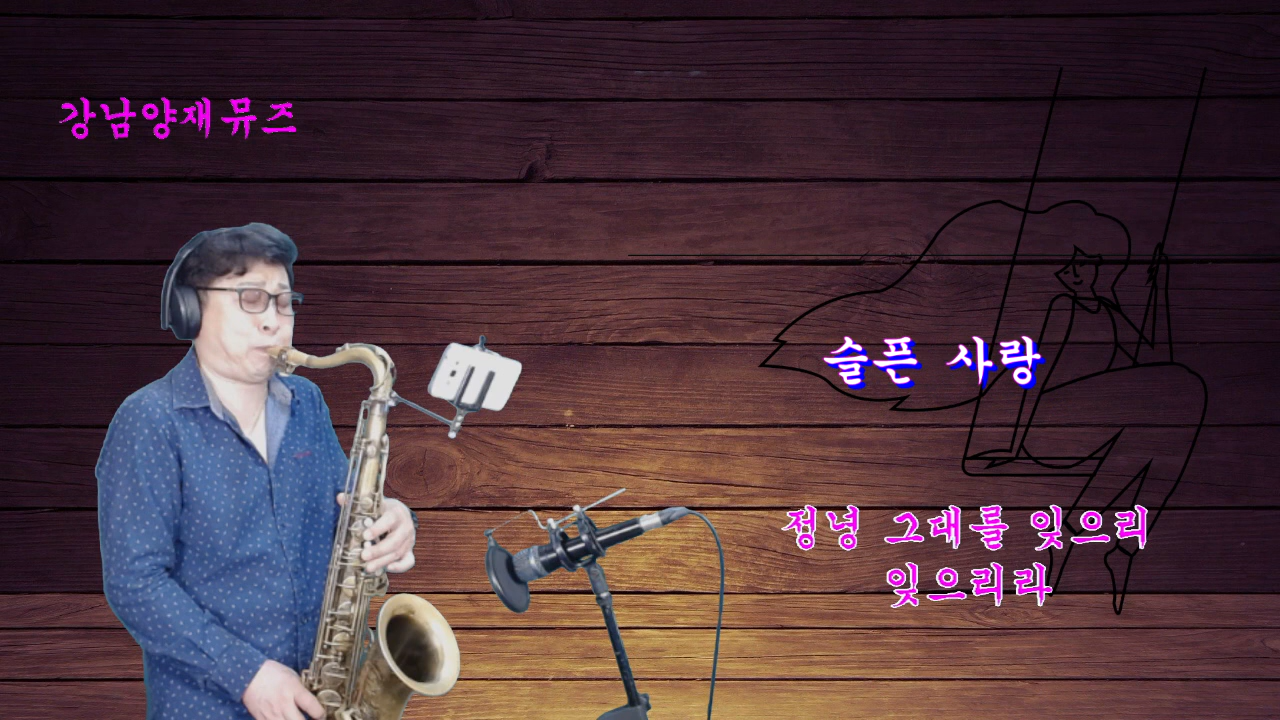 강남양재뮤즈
슬픈 사랑
정녕 그대를 잊으리
잊으리라